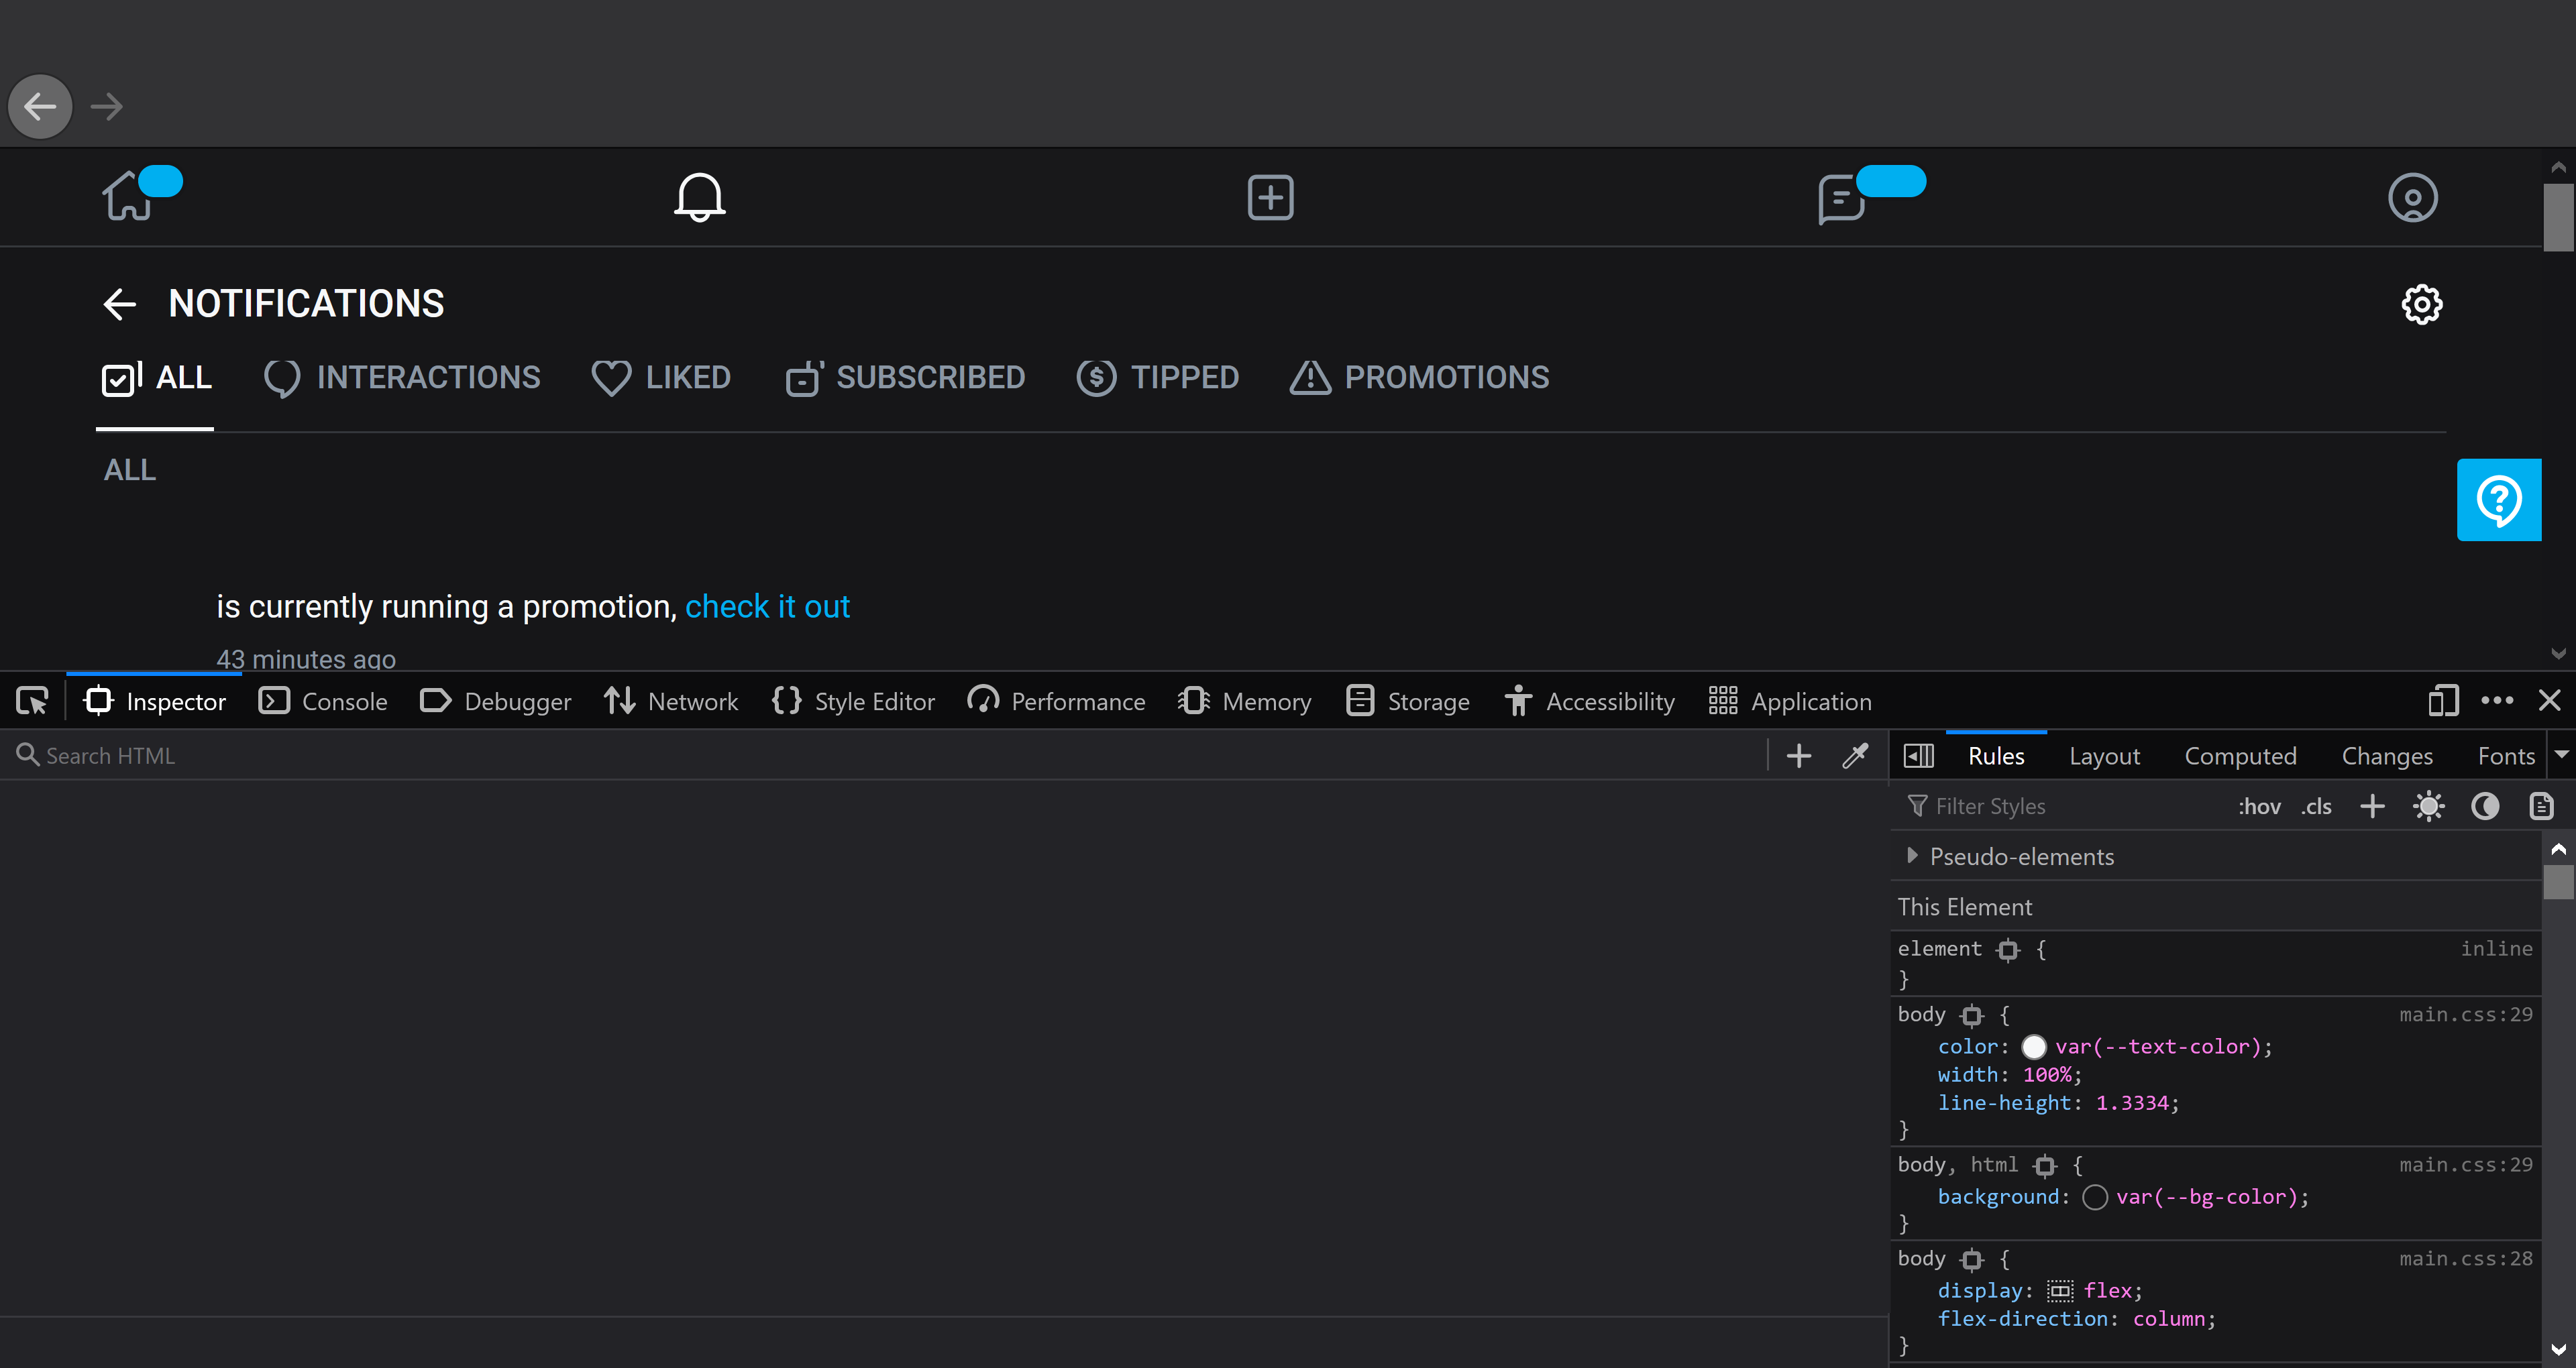 NOTIFICATIONS
ALL INTERACTIONS LIKED SUBSCRIBED TIPPED PROMOTIONS
ALL
is currently running a promotion, check it out
43 minutes ago
Inspector Console Debugger Network Style Editor Performance Memory Storage Accessibility Application
Search HTML
Rules Layout Computed Changes Fonts
Filter Styles :hov .cls
Pseudo-elements
This Element
element { inline
}
body { main.css:29
color: var(--text-color);
width: 100%;
line-height: 1.3334;
}
body, html { main.css:29
background: var(--bg-color);
}
body { main.css:28
display: flex;
flex-direction: column;
}